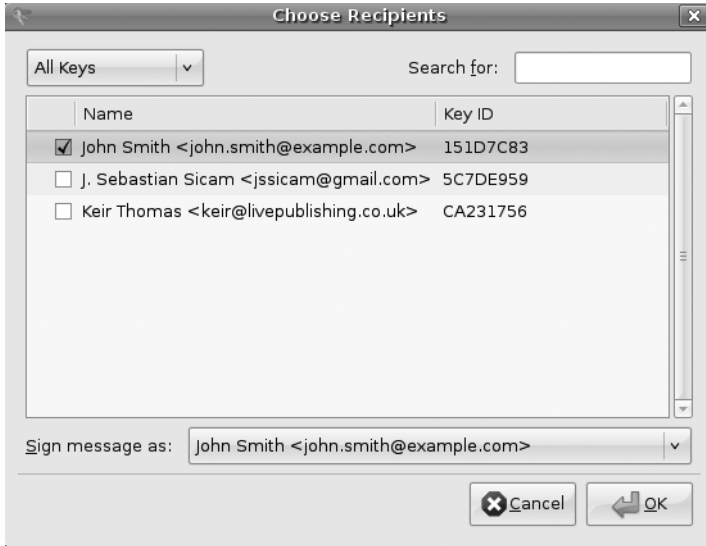 Choose Recipients
All Keys Search for:
Name Key ID
John Smith <john.smith@example.com> 151D7C83
J. Sebastian Sicam <jssicam@gmail.com> 5C7DE959
Keir Thomas <keir@livepublishing.co.uk> CA231756
Sign message as: John Smith <john.smith@example.com>
Cancel OK